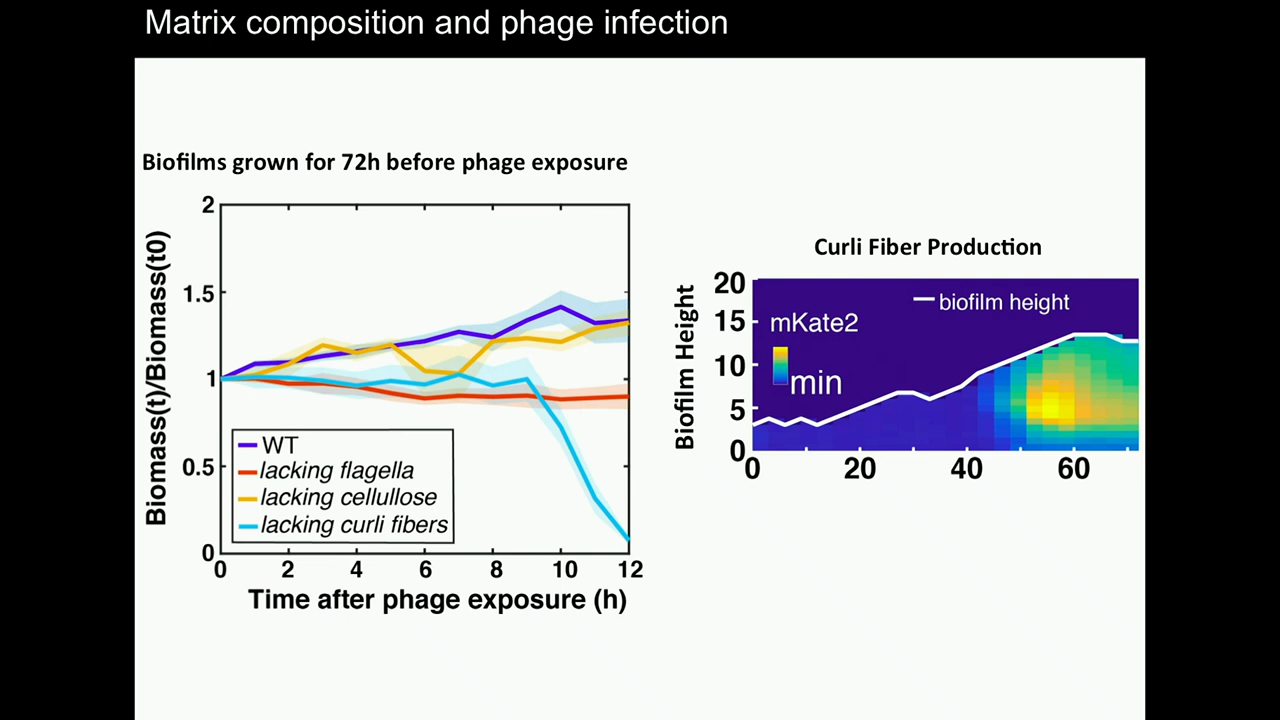 Matrix composition and phage infection
Biofilms grown for 72h before phage exposure
Biomass(t)/Biomass(t0)
2
1.5
1
0.5
0
WT
lacking flagella
lacking cellullose
lacking curli fibers
0 2 4 6 8 10 12
Time after phage exposure (h)
Curli Fiber Production
Biofilm Height
20
15
10
5
0
biofilm height
mKate2
min
0 20 40 60